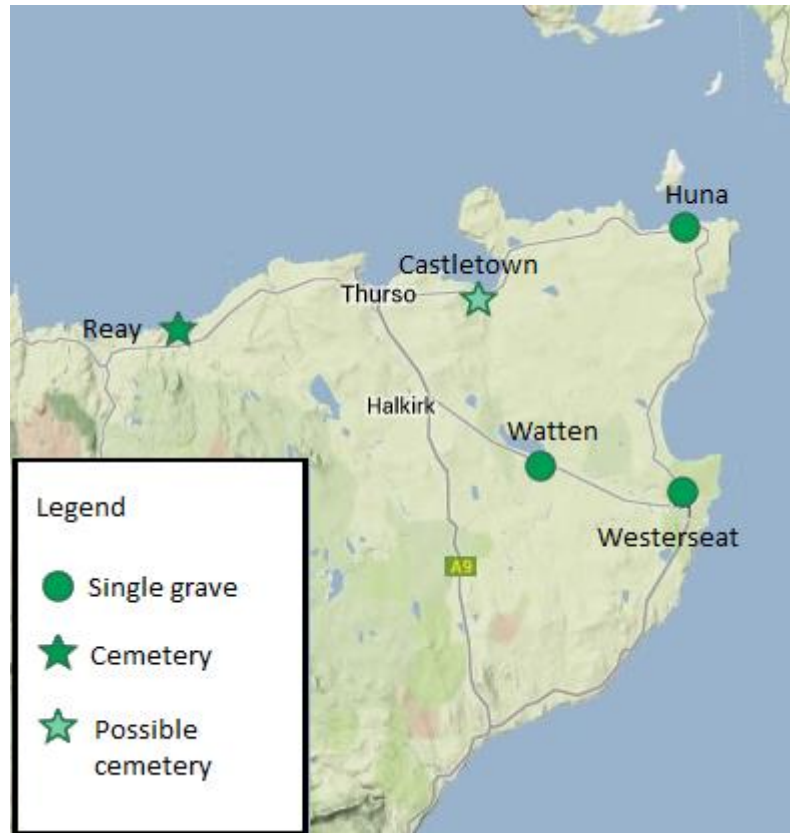 Huna
Castletown
Thurso
Reay
Halkirk
Watten
Westerseat
A9
Legend
Single grave
Cemetery
Possible
cemetery